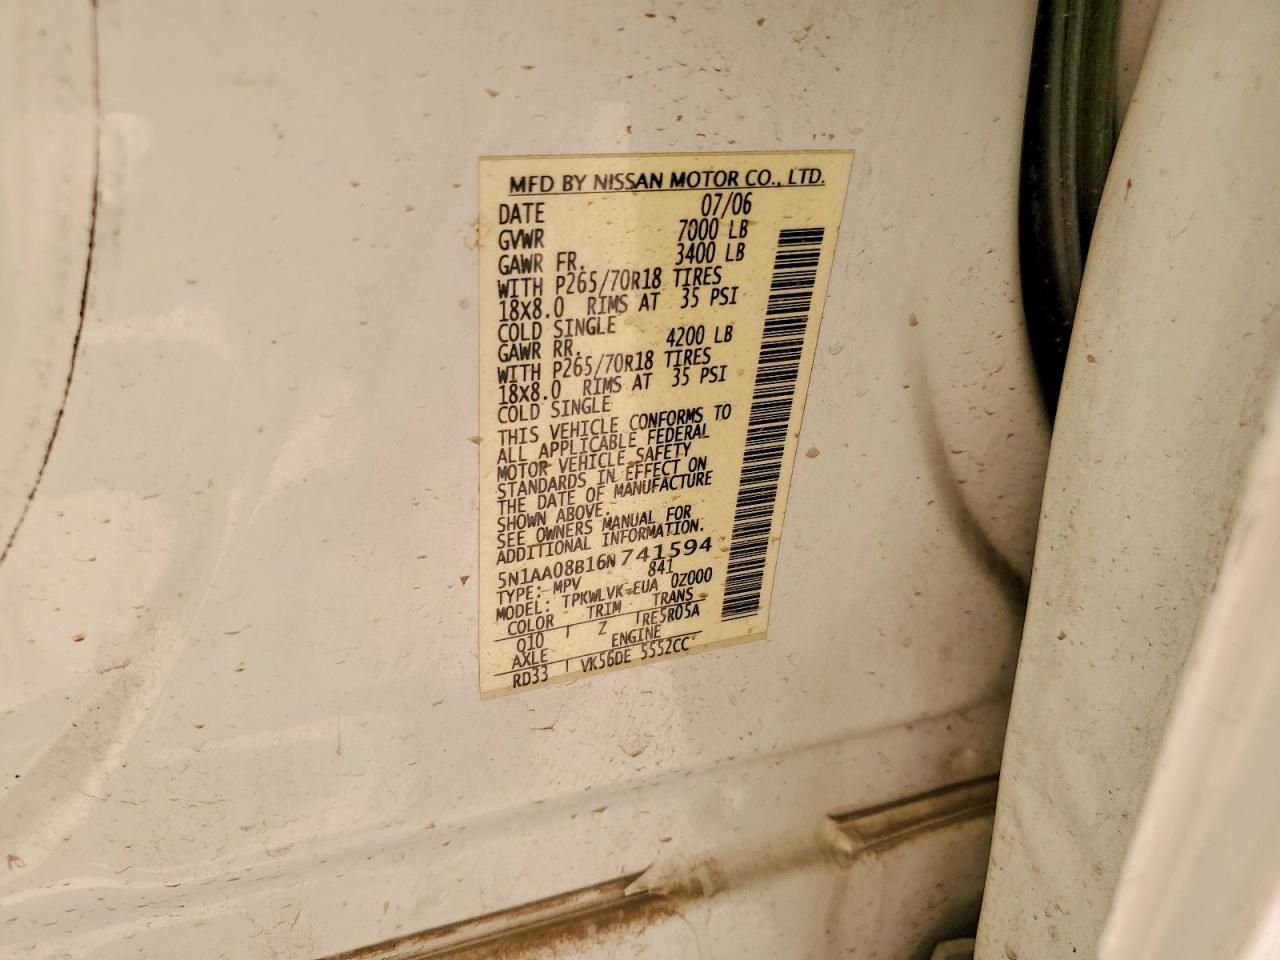 MFD BY NISSAN MOTOR CO., LTD.
DATE 07/06
GVWR 7000 LB
GAWR FR. 3400 LB
WITH P265/70R18 TIRES
18X8.0 RIMS AT 35 PSI
COLD SINGLE
GAWR RR. 4200 LB
WITH P265/70R18 TIRES
18X8.0 RIMS AT 35 PSI
COLD SINGLE
THIS VEHICLE CONFORMS TO
ALL APPLICABLE FEDERAL
MOTOR VEHICLE SAFETY
STANDARDS IN EFFECT ON
THE DATE OF MANUFACTURE
SHOWN ABOVE.
SEE OWNERS MANUAL FOR
ADDITIONAL INFORMATION.
5N1AA08B16N741594
TYPE: MPV 841
MODEL: TPKWLVK-EUA 0Z000
COLOR TRIM TRANS
Q10 Z RE5R05A
AXLE ENGINE
RD33 VK56DE 5552CC